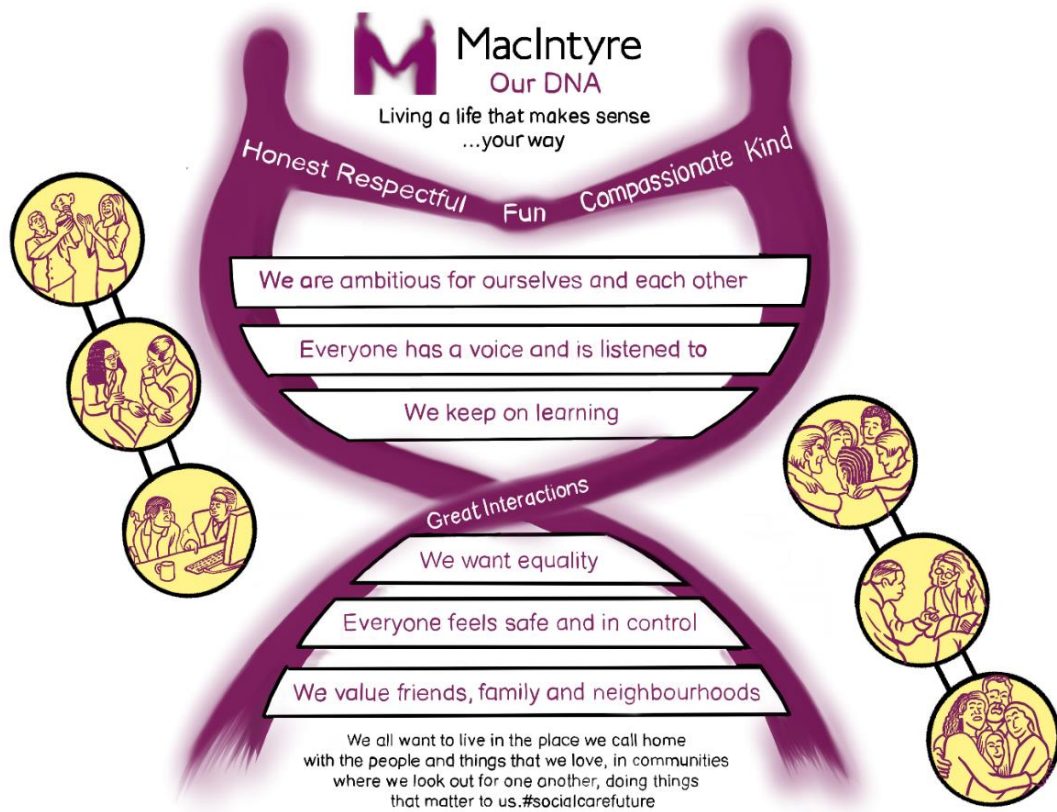 MacIntyre
Our DNA
Living a life that makes sense
...your way
Honest Respectful Fun Compassionate Kind
We are ambitious for ourselves and each other
Everyone has a voice and is listened to
We keep on learning
Great Interactions
We want equality
Everyone feels safe and in control
We value friends, family and neighbourhoods
We all want to live in the place we call home
with the people and things that we love, in communities
where we look out for one another, doing things
that matter to us.#socialcarefuture